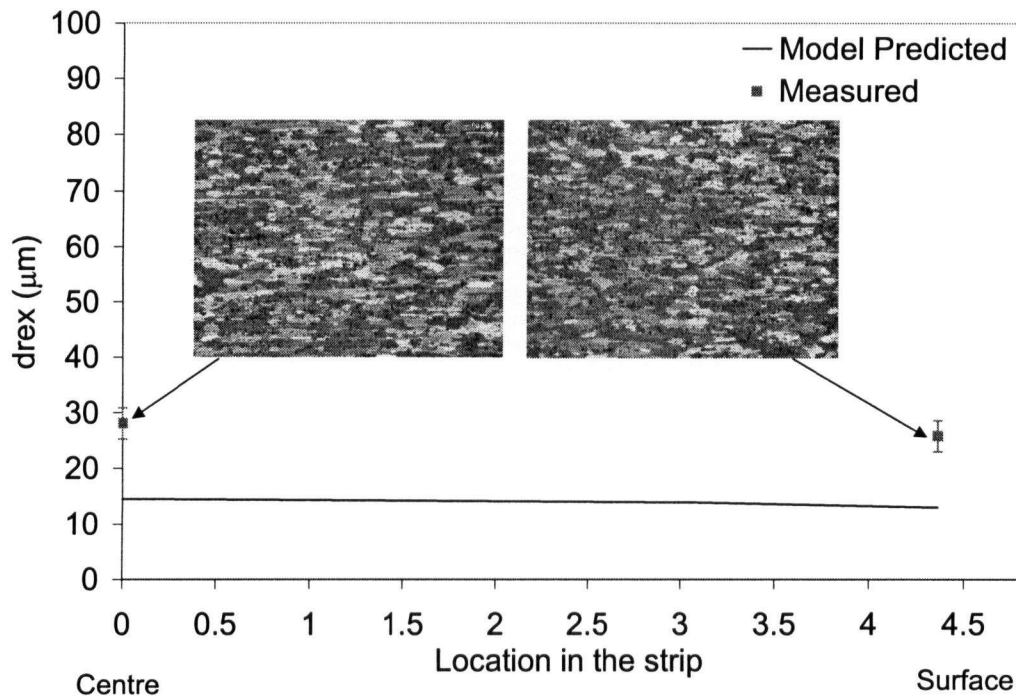 100
90
80
70
60
50
40
30
20
10
0
drex (μm)
Model Predicted
Measured
0 0.5 1 1.5 2 2.5 3 3.5 4 4.5
Location in the strip
Centre
Surface